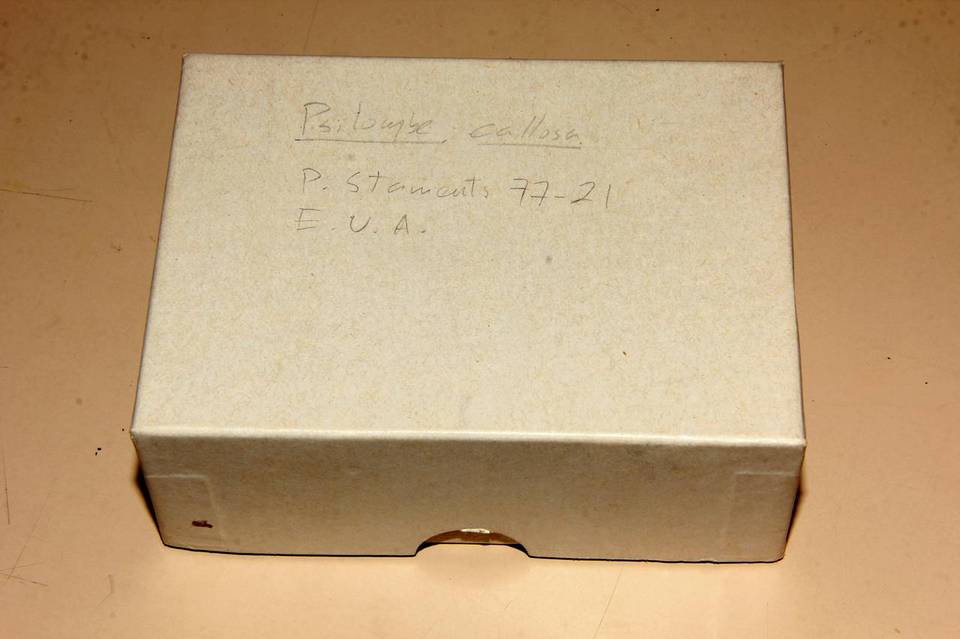 Psilocybe callosa
P. Stamets 77-21
E.U.A.